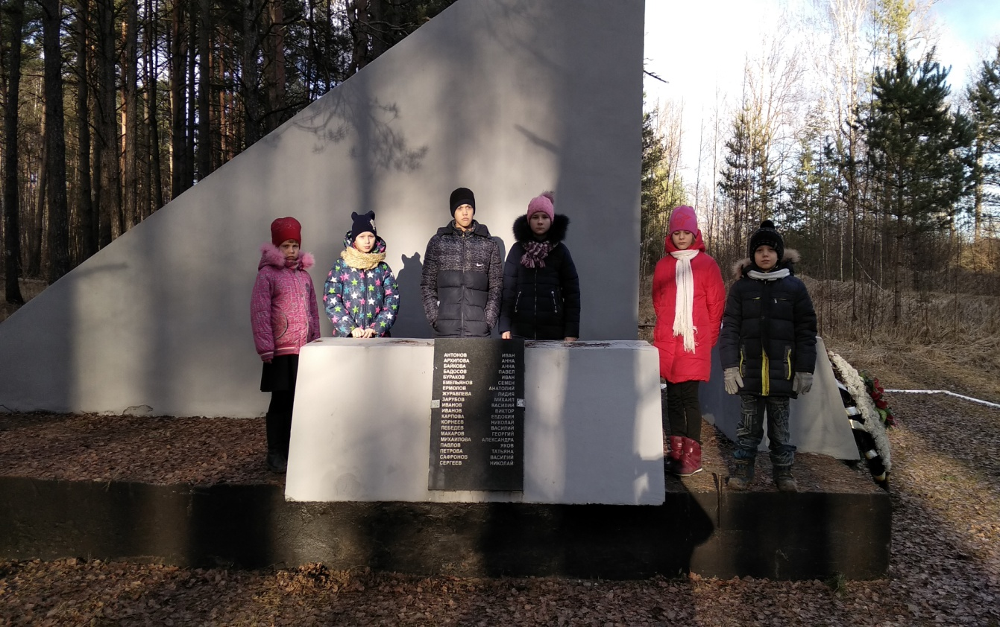 АНТОНОВ ИВАН
АРХИПОВА АННА
БАЙКОВА АННА
БАДОСОВ ПАВЕЛ
БУРАКОВ ИВАН
ЕМЕЛЬЯНОВ СЕМЕН
ЕРМОЛОВ АНАТОЛИЙ
ЖУРАВЛЕВА ЛИДИЯ
ЗАРУБОВ МИХАИЛ
ИВАНОВ ВАСИЛИЙ
ИВАНОВ ВИКТОР
КАРПОВА ЕВДОКИЯ
КОРНЕЕВ НИКОЛАЙ
ЛЕБЕДЕВ ВАСИЛИЙ
МАКАРОВ ГЕОРГИЙ
МИХАЙЛОВА АЛЕКСАНДРА
ПАВЛОВ ЯКОВ
ПЕТРОВА ТАТЬЯНА
САФРОНОВ ВАСИЛИЙ
СЕРГЕЕВ НИКОЛАЙ